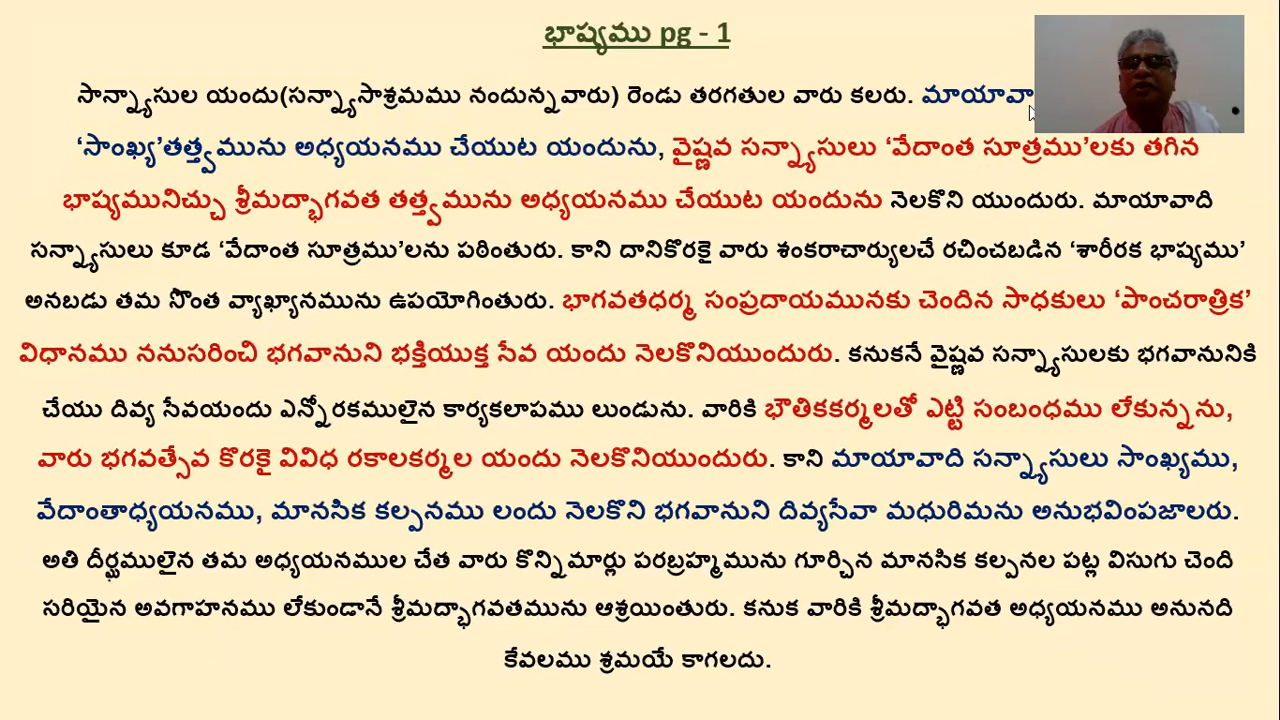 భాష్యము pg - 1
సాన్న్యాసుల యందు(సన్న్యాసాశ్రమము నందున్నవారు) రెండు తరగతుల వారు కలరు.
'సాంఖ్య'తత్త్వమును అధ్యయనము చేయుట యందును, వైష్ణవ సన్న్యాసులు 'వేదాంత సూత్రము'లకు తగిన
భాష్యమునిచ్చు శ్రీమద్భాగవత తత్త్వమును అధ్యయనము చేయుట యందును నెలకొని యుందురు. మాయావాది
సన్న్యాసులు కూడ 'వేదాంత సూత్రము'లను పఠింతురు. కాని దానికొరకై వారు శంకరాచార్యులచే రచించబడిన 'శారీరక భాష్యము'
అనబడు తమ సొంత వ్యాఖ్యానమును ఉపయోగింతురు. భాగవతధర్మ సంప్రదాయమునకు చెందిన సాధకులు 'పాంచరాత్రిక'
విధానము ననుసరించి భగవానుని భక్తియుక్త సేవ యందు నెలకొనియుందురు. కనుకనే వైష్ణవ సన్న్యాసులకు భగవానునికి
చేయు దివ్య సేవయందు ఎన్నోరకములైన కార్యకలాపము లుండును. వారికి భౌతికకర్మలతో ఎట్టి సంబంధము లేకున్నను,
వారు భగవత్సేవ కొరకై వివిధ రకాలకర్మల యందు నెలకొనియుందురు. కాని మాయావాది సన్న్యాసులు సాంఖ్యము,
వేదాంతాధ్యయనము, మానసిక కల్పనము లందు నెలకొని భగవానుని దివ్యసేవా మధురిమను అనుభవింపజాలరు.
అతి దీర్ఘములైన తమ అధ్యయనముల చేత వారు కొన్నిమార్లు పరబ్రహ్మమును గూర్చిన మానసిక కల్పనల పట్ల విసుగు చెంది
సరియైన అవగాహనము లేకుండానే శ్రీమద్భాగవతమును ఆశ్రయింతురు. కనుక వారికి శ్రీమద్భాగవత అధ్యయనము అనునది
కేవలము శ్రమయే కాగలదు.